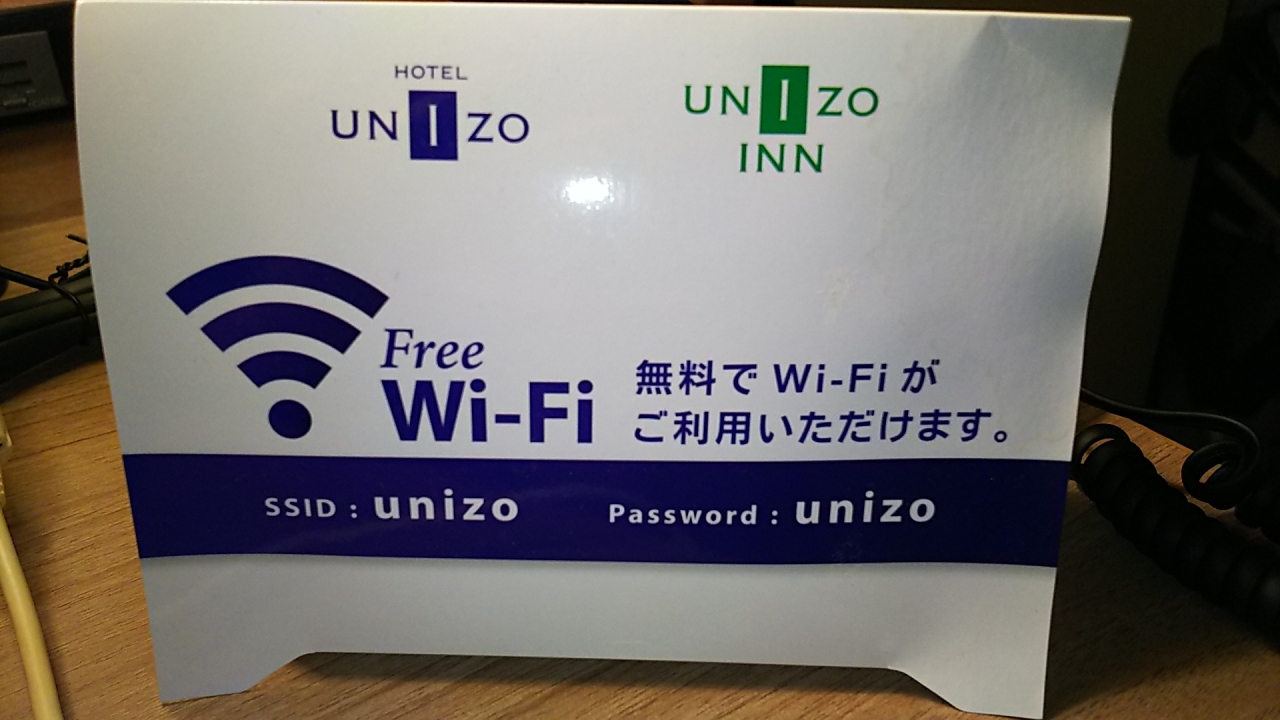 HOTEL
UNIZO
UNIZO
INN
Free
Wi-Fi
無料で Wi-Fi が
ご利用いただけます。
SSID : unizo
Password : unizo